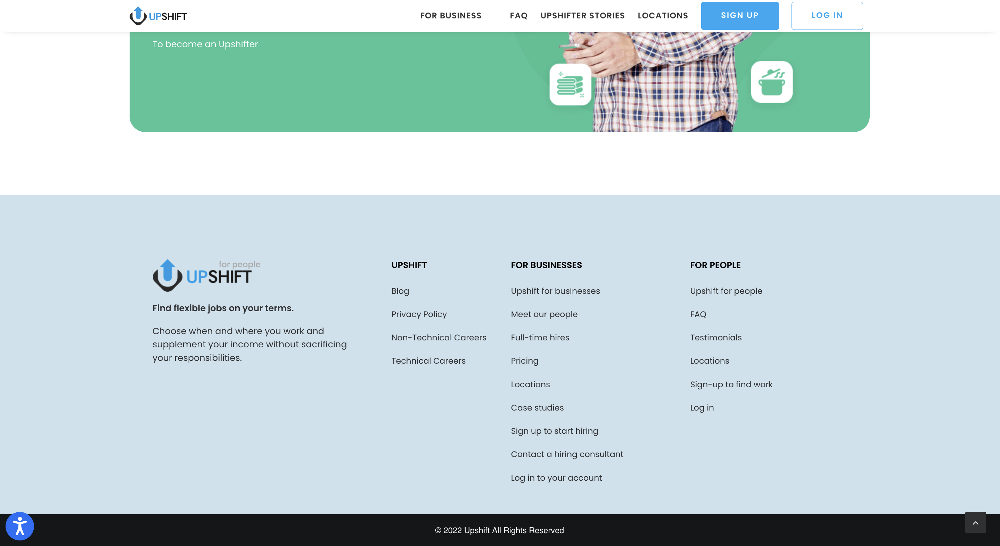 UPSHIFT
FOR BUSINESS
FAQ
UPSHIFTER STORIES
LOCATIONS
SIGN UP
LOG IN
To become an Upshifter
for people
UPSHIFT
Find flexible jobs on your terms.
Choose when and where you work and
supplement your income without sacrificing
your responsibilities.
UPSHIFT
Blog
Privacy Policy
Non-Technical Careers
Technical Careers
FOR BUSINESSES
Upshift for businesses
Meet our people
Full-time hires
Pricing
Locations
Case studies
Sign up to start hiring
Contact a hiring consultant
Log in to your account
FOR PEOPLE
Upshift for people
FAQ
Testimonials
Locations
Sign-up to find work
Log in
© 2022 Upshift All Rights Reserved